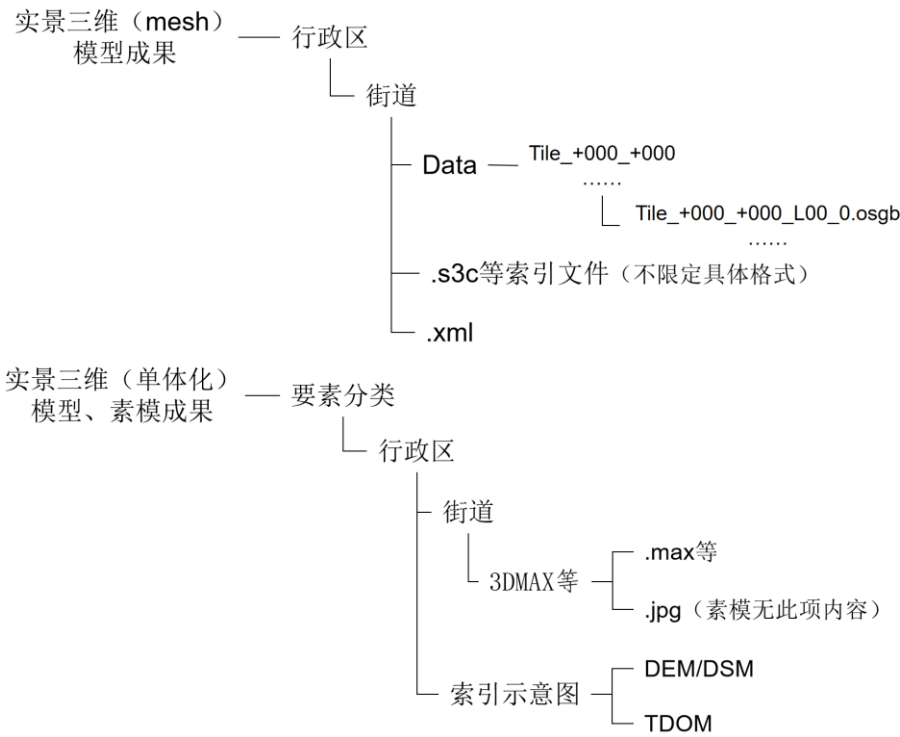 实景三维（mesh）
模型成果
行政区
街道
Data
Tile_+000_+000
……
Tile_+000_+000_L00_0.osgb
……
.s3c等索引文件（不限定具体格式）
.xml
实景三维（单体化）
模型、素模成果
要素分类
行政区
街道
3DMAX等
.max等
.jpg（素模无此项内容）
索引示意图
DEM/DSM
TDOM